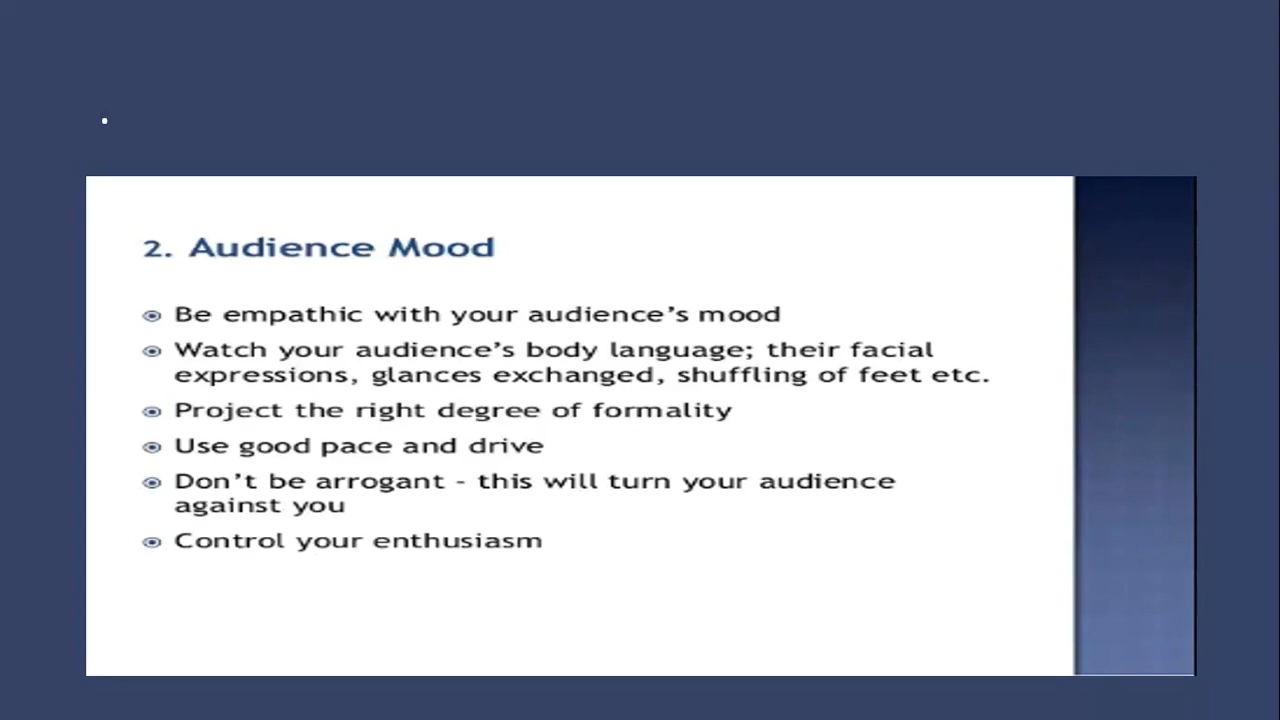 .
2. Audience Mood
Be empathic with your audience's mood
Watch your audience's body language; their facial
expressions, glances exchanged, shuffling of feet etc.
Project the right degree of formality
Use good pace and drive
Don't be arrogant - this will turn your audience
against you
Control your enthusiasm